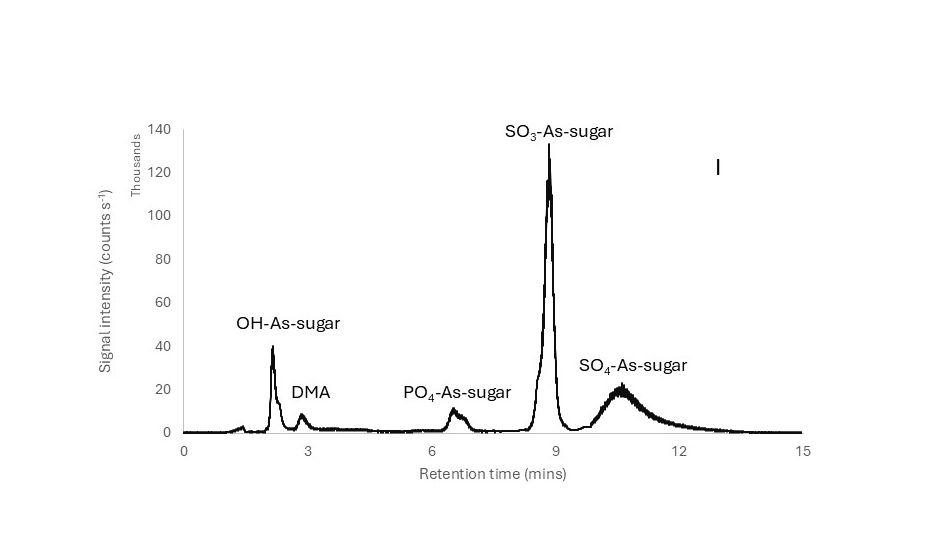 SO₃-As-sugar
140
Thousands
120
I
100
80
Signal intensity (counts s⁻¹)
60
OH-As-sugar
40
SO₄-As-sugar
DMA
PO₄-As-sugar
20
0
0 3 6 9 12 15
Retention time (mins)